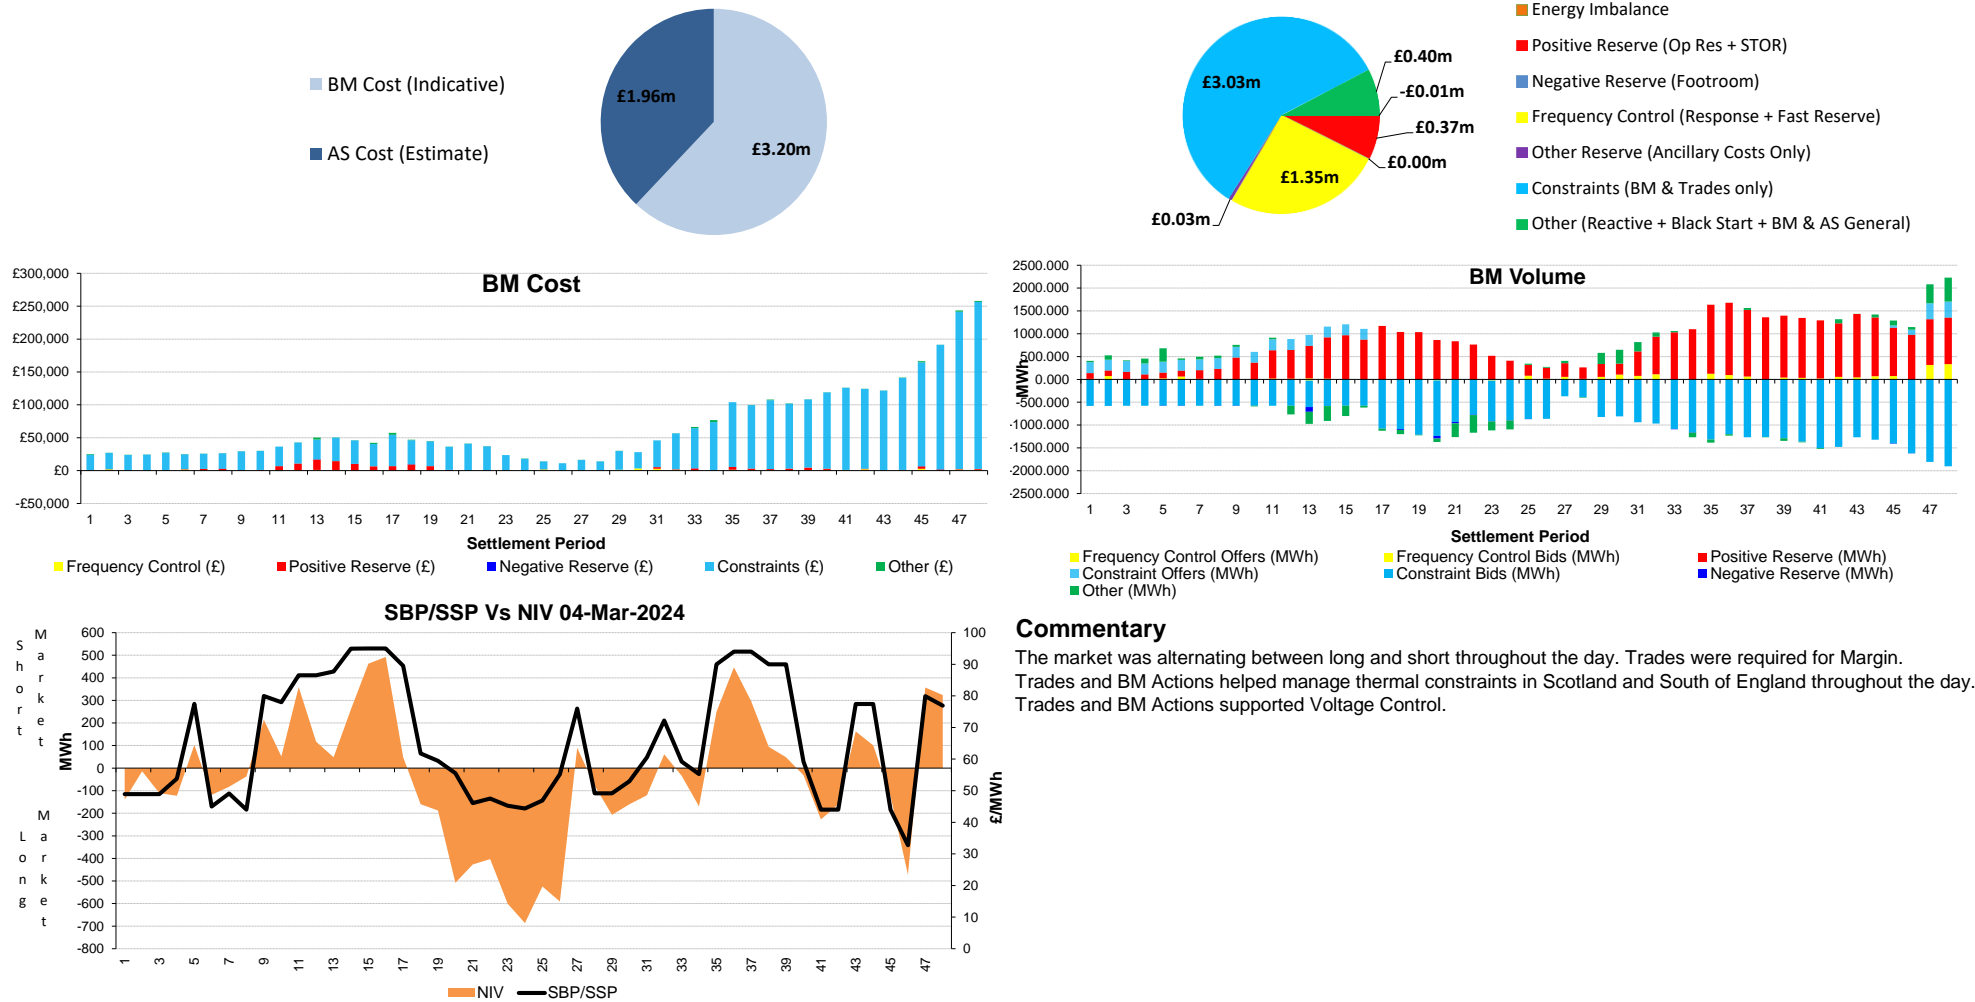 BM Cost (Indicative)
AS Cost (Estimate)
£1.96m
£3.20m
£3.03m
£0.40m
-£0.01m
£0.37m
£0.00m
£1.35m
£0.03m
Energy Imbalance
Positive Reserve (Op Res + STOR)
Negative Reserve (Footroom)
Frequency Control (Response + Fast Reserve)
Other Reserve (Ancillary Costs Only)
Constraints (BM & Trades only)
Other (Reactive + Black Start + BM & AS General)
BM Cost
£300,000
£250,000
£200,000
£150,000
£100,000
£50,000
£0
-£50,000
1 3 5 7 9 11 13 15 17 19 21 23 25 27 29 31 33 35 37 39 41 43 45 47
Settlement Period
Frequency Control (£) Positive Reserve (£) Negative Reserve (£) Constraints (£) Other (£)
BM Volume
2500.000
2000.000
1500.000
1000.000
500.000
0.000
-500.000
-1000.000
-1500.000
-2000.000
-2500.000
MWh
1 3 5 7 9 11 13 15 17 19 21 23 25 27 29 31 33 35 37 39 41 43 45 47
Settlement Period
Frequency Control Offers (MWh) Frequency Control Bids (MWh) Positive Reserve (MWh)
Constraint Offers (MWh) Constraint Bids (MWh) Negative Reserve (MWh)
Other (MWh)
SBP/SSP Vs NIV 04-Mar-2024
Short Market
Long Market
MWh
600
500
400
300
200
100
0
-100
-200
-300
-400
-500
-600
-700
-800
100
90
80
70
60
50
40
30
20
10
0
£/MWh
1 3 5 7 9 11 13 15 17 19 21 23 25 27 29 31 33 35 37 39 41 43 45 47
NIV SBP/SSP
Commentary
The market was alternating between long and short throughout the day. Trades were required for Margin.
Trades and BM Actions helped manage thermal constraints in Scotland and South of England throughout the day.
Trades and BM Actions supported Voltage Control.